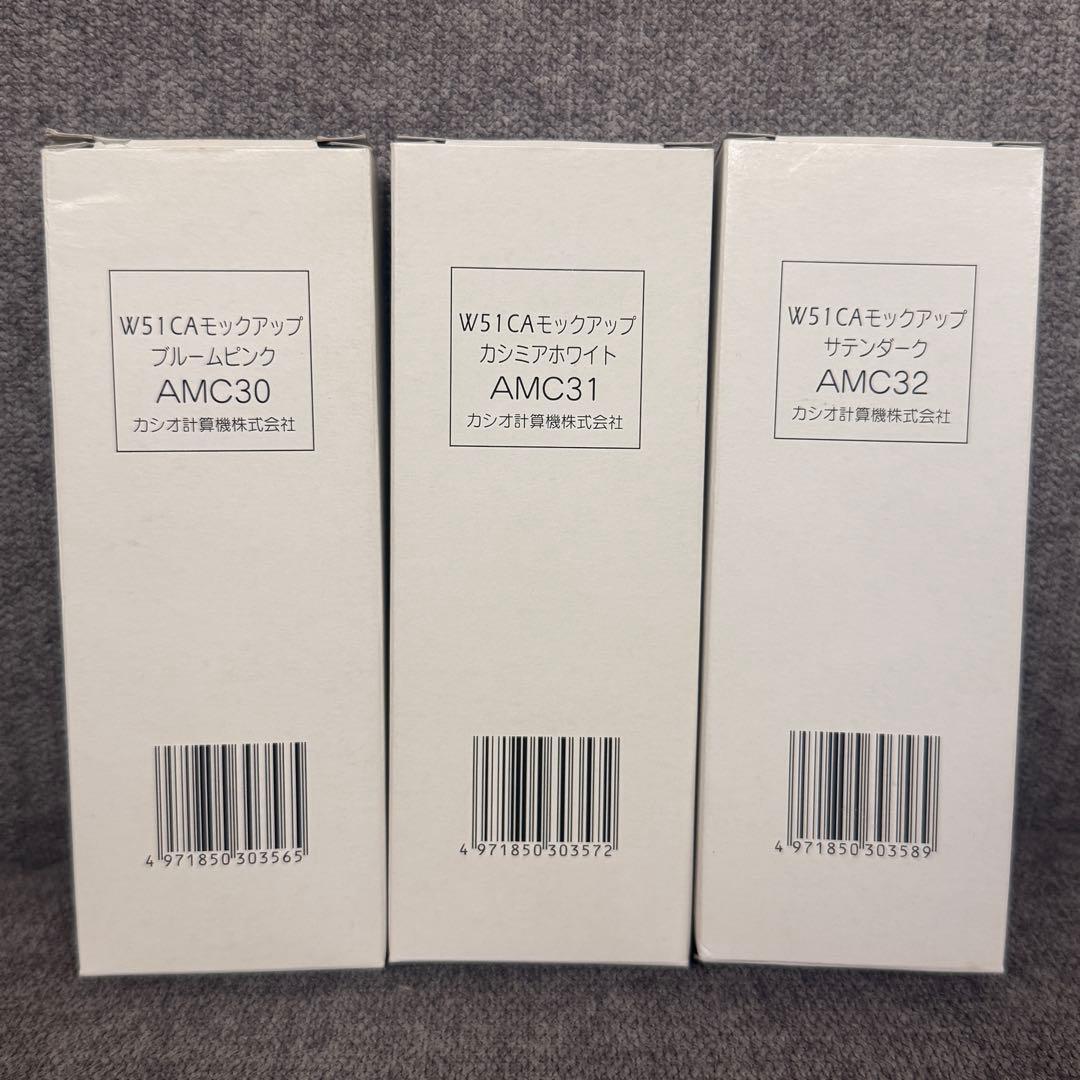 W51CAモックアップ
ブルームピンク
AMC30
カシオ計算機株式会社
4 971850 303565
W51CAモックアップ
カシミアホワイト
AMC31
カシオ計算機株式会社
4 971850 303572
W51CAモックアップ
サテンダーク
AMC32
カシオ計算機株式会社
4 971850 303589